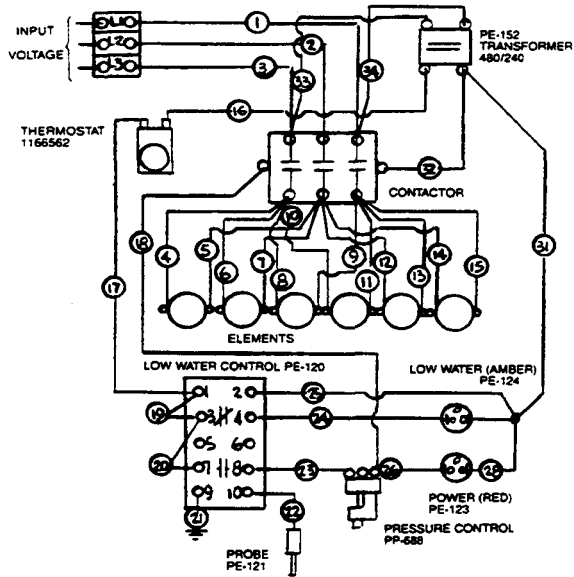 INPUT
VOLTAGE
L1
L2
L3
1
2
3
33
34
PE-152
TRANSFORMER
480/240
16
THERMOSTAT
1166562
32
CONTACTOR
10
18
4
5
6
7
8
9
11
12
13
14
15
31
17
ELEMENTS
LOW WATER CONTROL PE-120
LOW WATER (AMBER)
PE-124
1 2
25
19
3 4
24
5 6
20
7 8
23
26
28
9 10
21
22
POWER (RED)
PE-123
PRESSURE CONTROL
PP-688
PROBE
PE-121